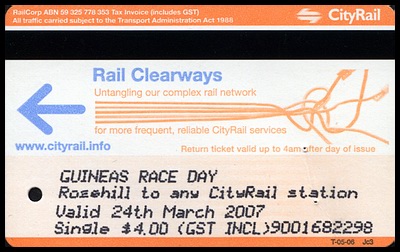 RailCorp ABN 59 325 778 353 Tax Invoice (includes GST)
All traffic carried subject to the Transport Administration Act 1988
CityRail
Rail Clearways
Untangling our complex rail network
for more frequent, reliable CityRail services
www.cityrail.info
Return ticket valid up to 4am after day of issue
GUINEAS RACE DAY
Rosehill to any CityRail station
Valid 24th March 2007
Single $4.00 (GST INCL)9001682298
T-05-06 Jc3